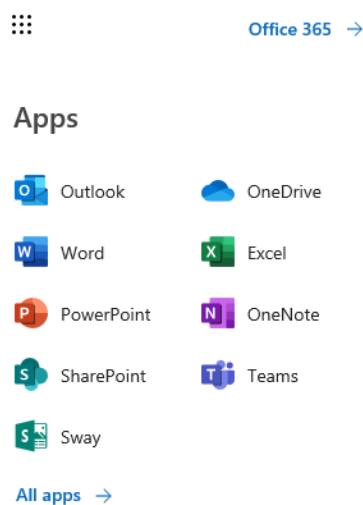 Office 365 →
Apps
Outlook
OneDrive
Word
Excel
PowerPoint
OneNote
SharePoint
Teams
Sway
All apps →